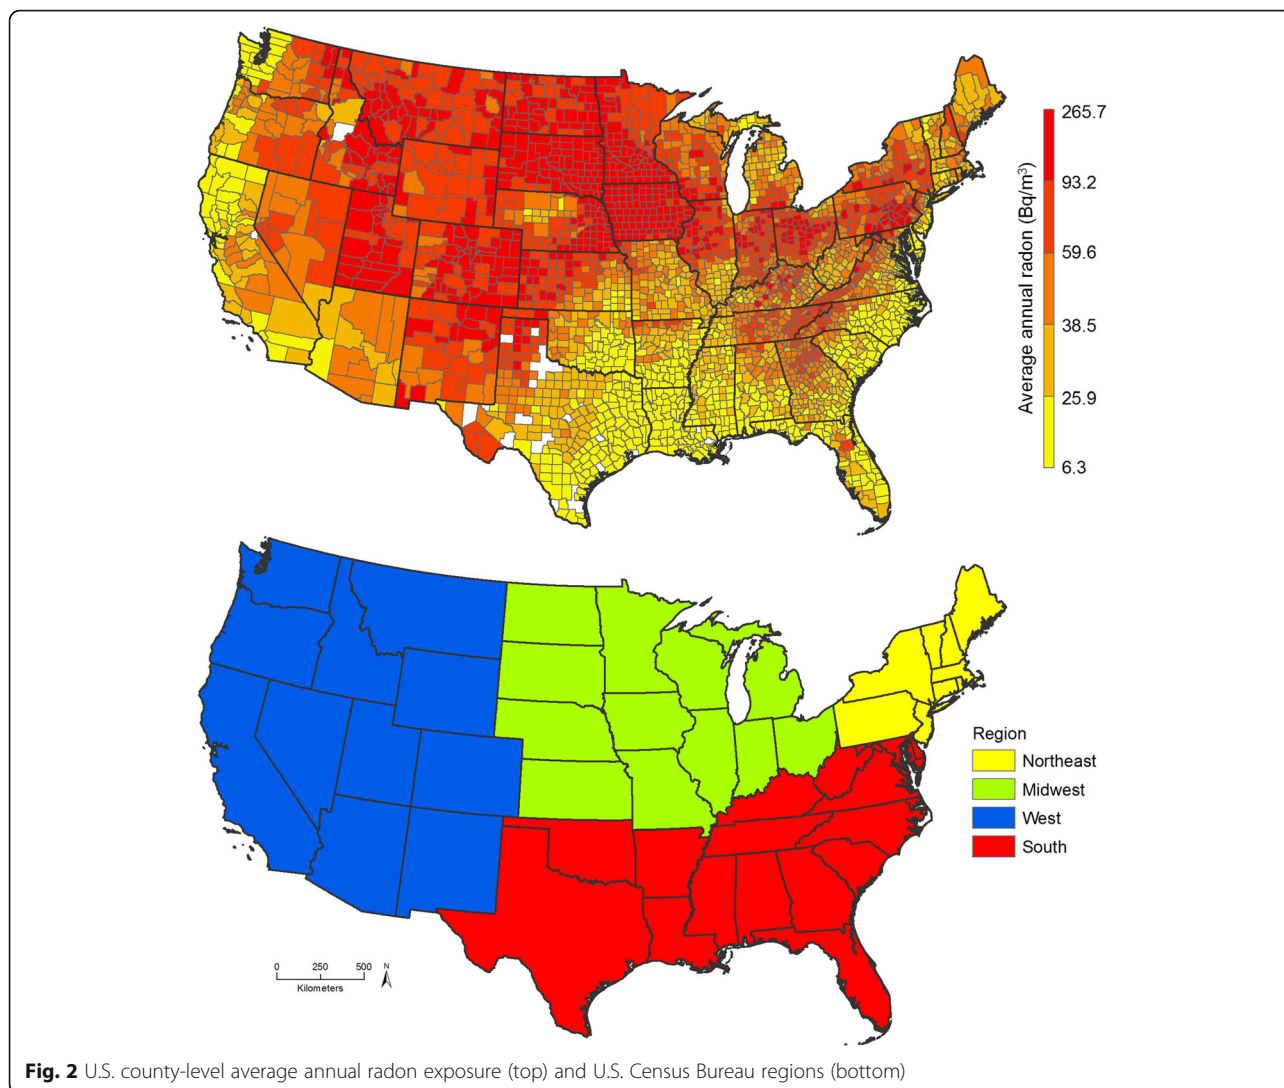 265.7
93.2
59.6
38.5
25.9
6.3
Average annual radon (Bq/m³)
Region
Northeast
Midwest
West
South
0 250 500 N
Kilometers
Fig. 2 U.S. county-level average annual radon exposure (top) and U.S. Census Bureau regions (bottom)